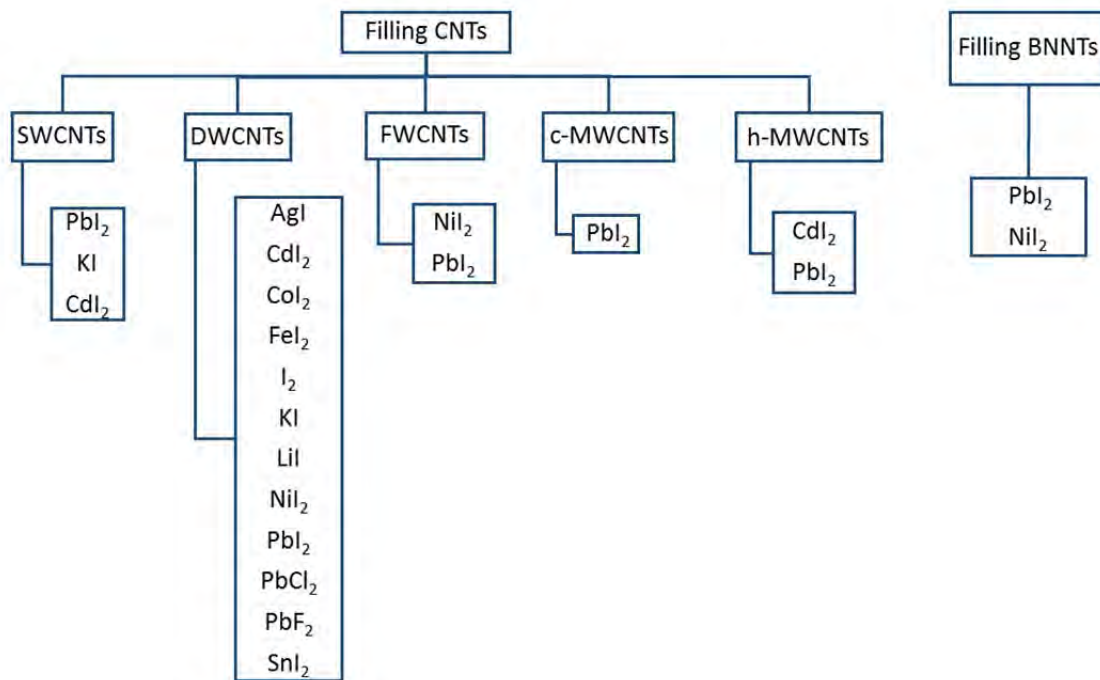 Filling CNTs
Filling BNNTs
SWCNTs
DWCNTs
FWCNTs
c-MWCNTs
h-MWCNTs
PbI₂
KI
CdI₂
AgI
CdI₂
CoI₂
FeI₂
I₂
KI
LiI
NiI₂
PbI₂
PbCl₂
PbF₂
SnI₂
NiI₂
PbI₂
PbI₂
CdI₂
PbI₂
PbI₂
NiI₂